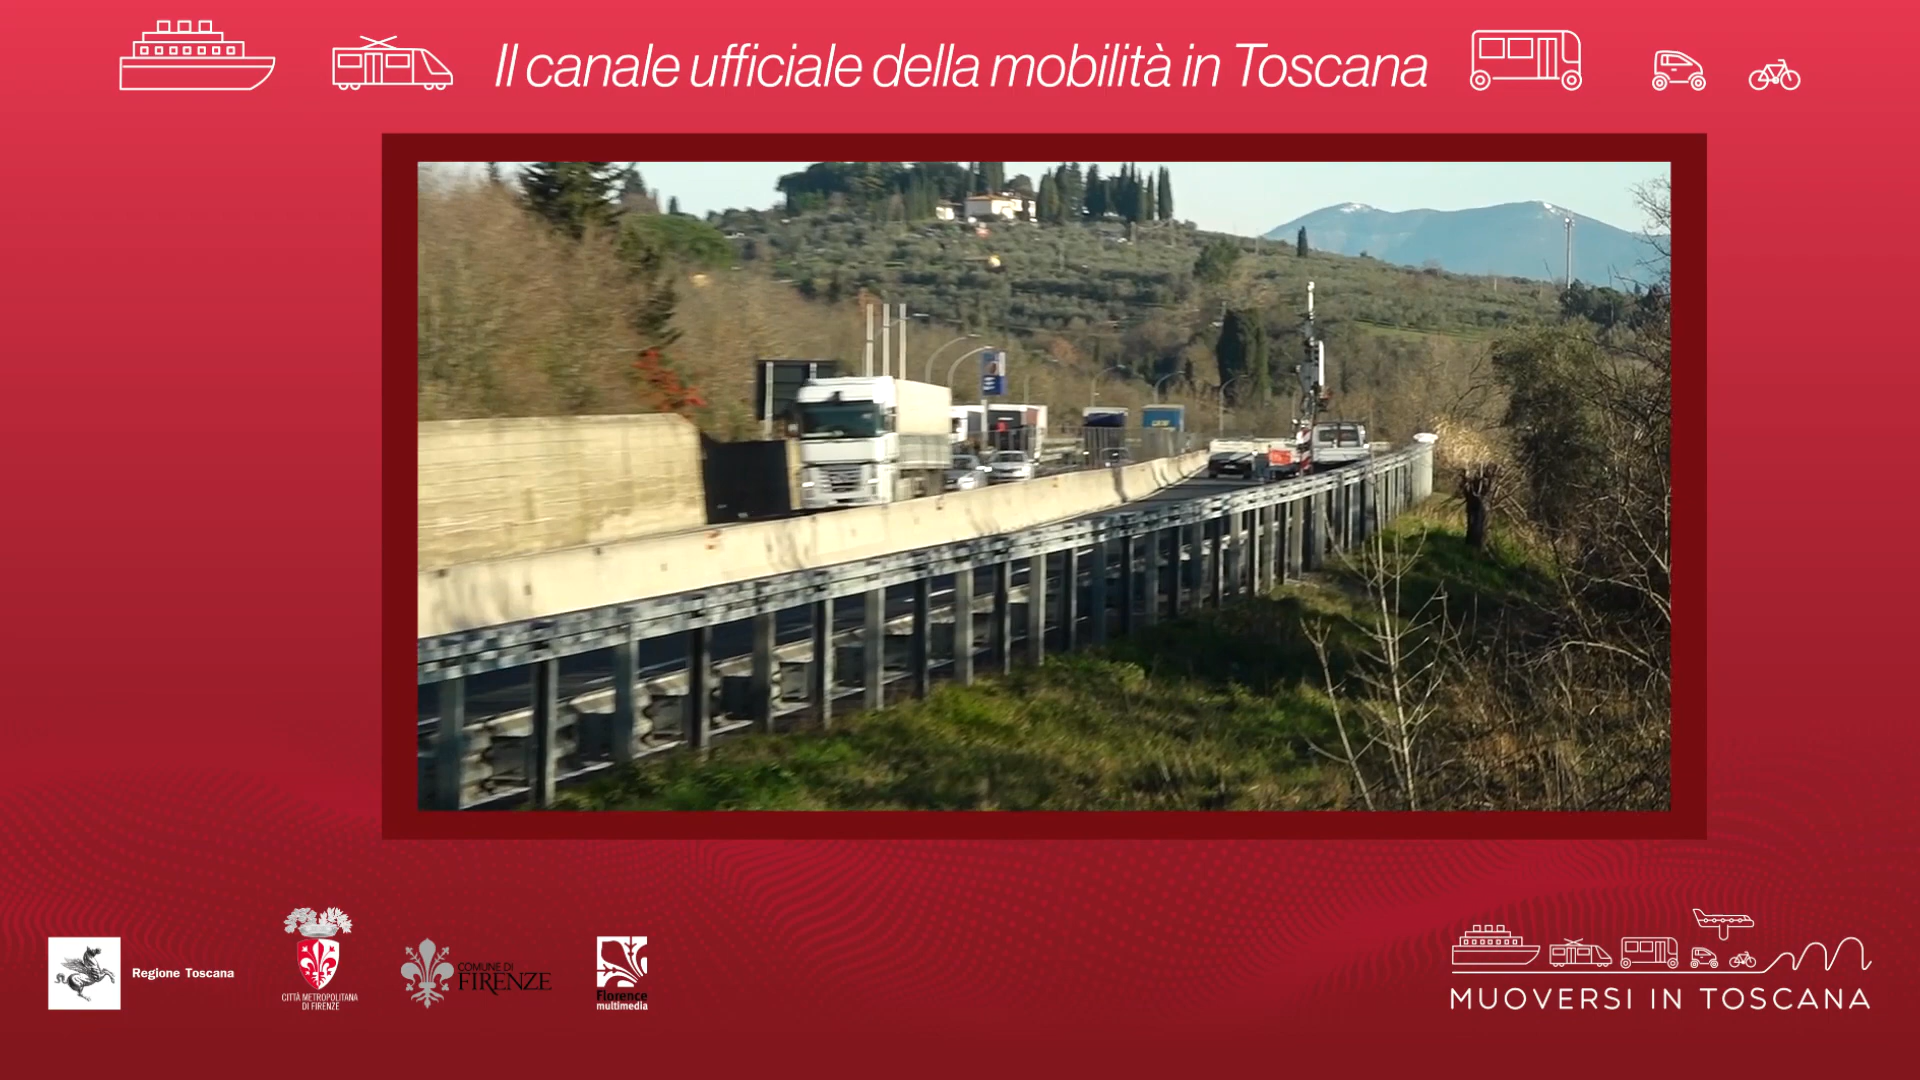 Il canale ufficiale della mobilità in Toscana
Regione Toscana
CITTÀ METROPOLITANA
DI FIRENZE
COMUNE DI
FIRENZE
Florence
multimedia
MUOVERSI IN TOSCANA